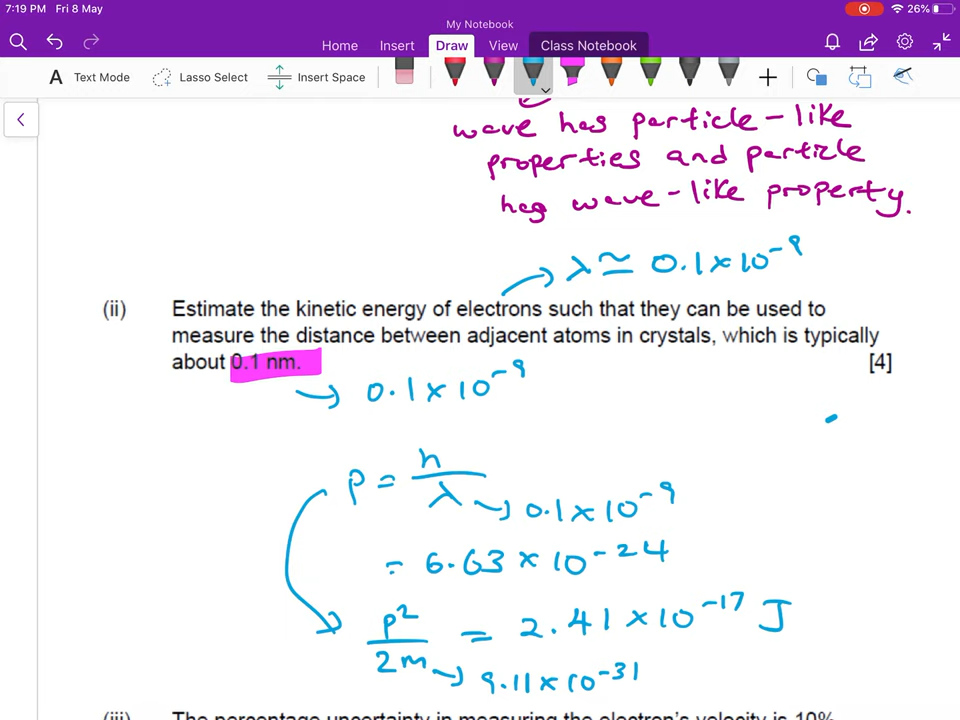 7:19 PM Fri 8 May
26%
My Notebook
Home Insert Draw View Class Notebook
A Text Mode Lasso Select Insert Space
wave has particle-like
properties and particle
has wave-like property.
λ ≃ 0.1 × 10⁻⁹
(ii) Estimate the kinetic energy of electrons such that they can be used to
measure the distance between adjacent atoms in crystals, which is typically
about 0.1 nm. [4]
→ 0.1 × 10⁻⁹
p = h/λ → 0.1 × 10⁻⁹
= 6.63 × 10⁻²⁴
p²/2m = 2.41 × 10⁻¹⁷ J
→ 9.11 × 10⁻³¹
(iii) The percentage uncertainty in measuring the electron's velocity is 10%